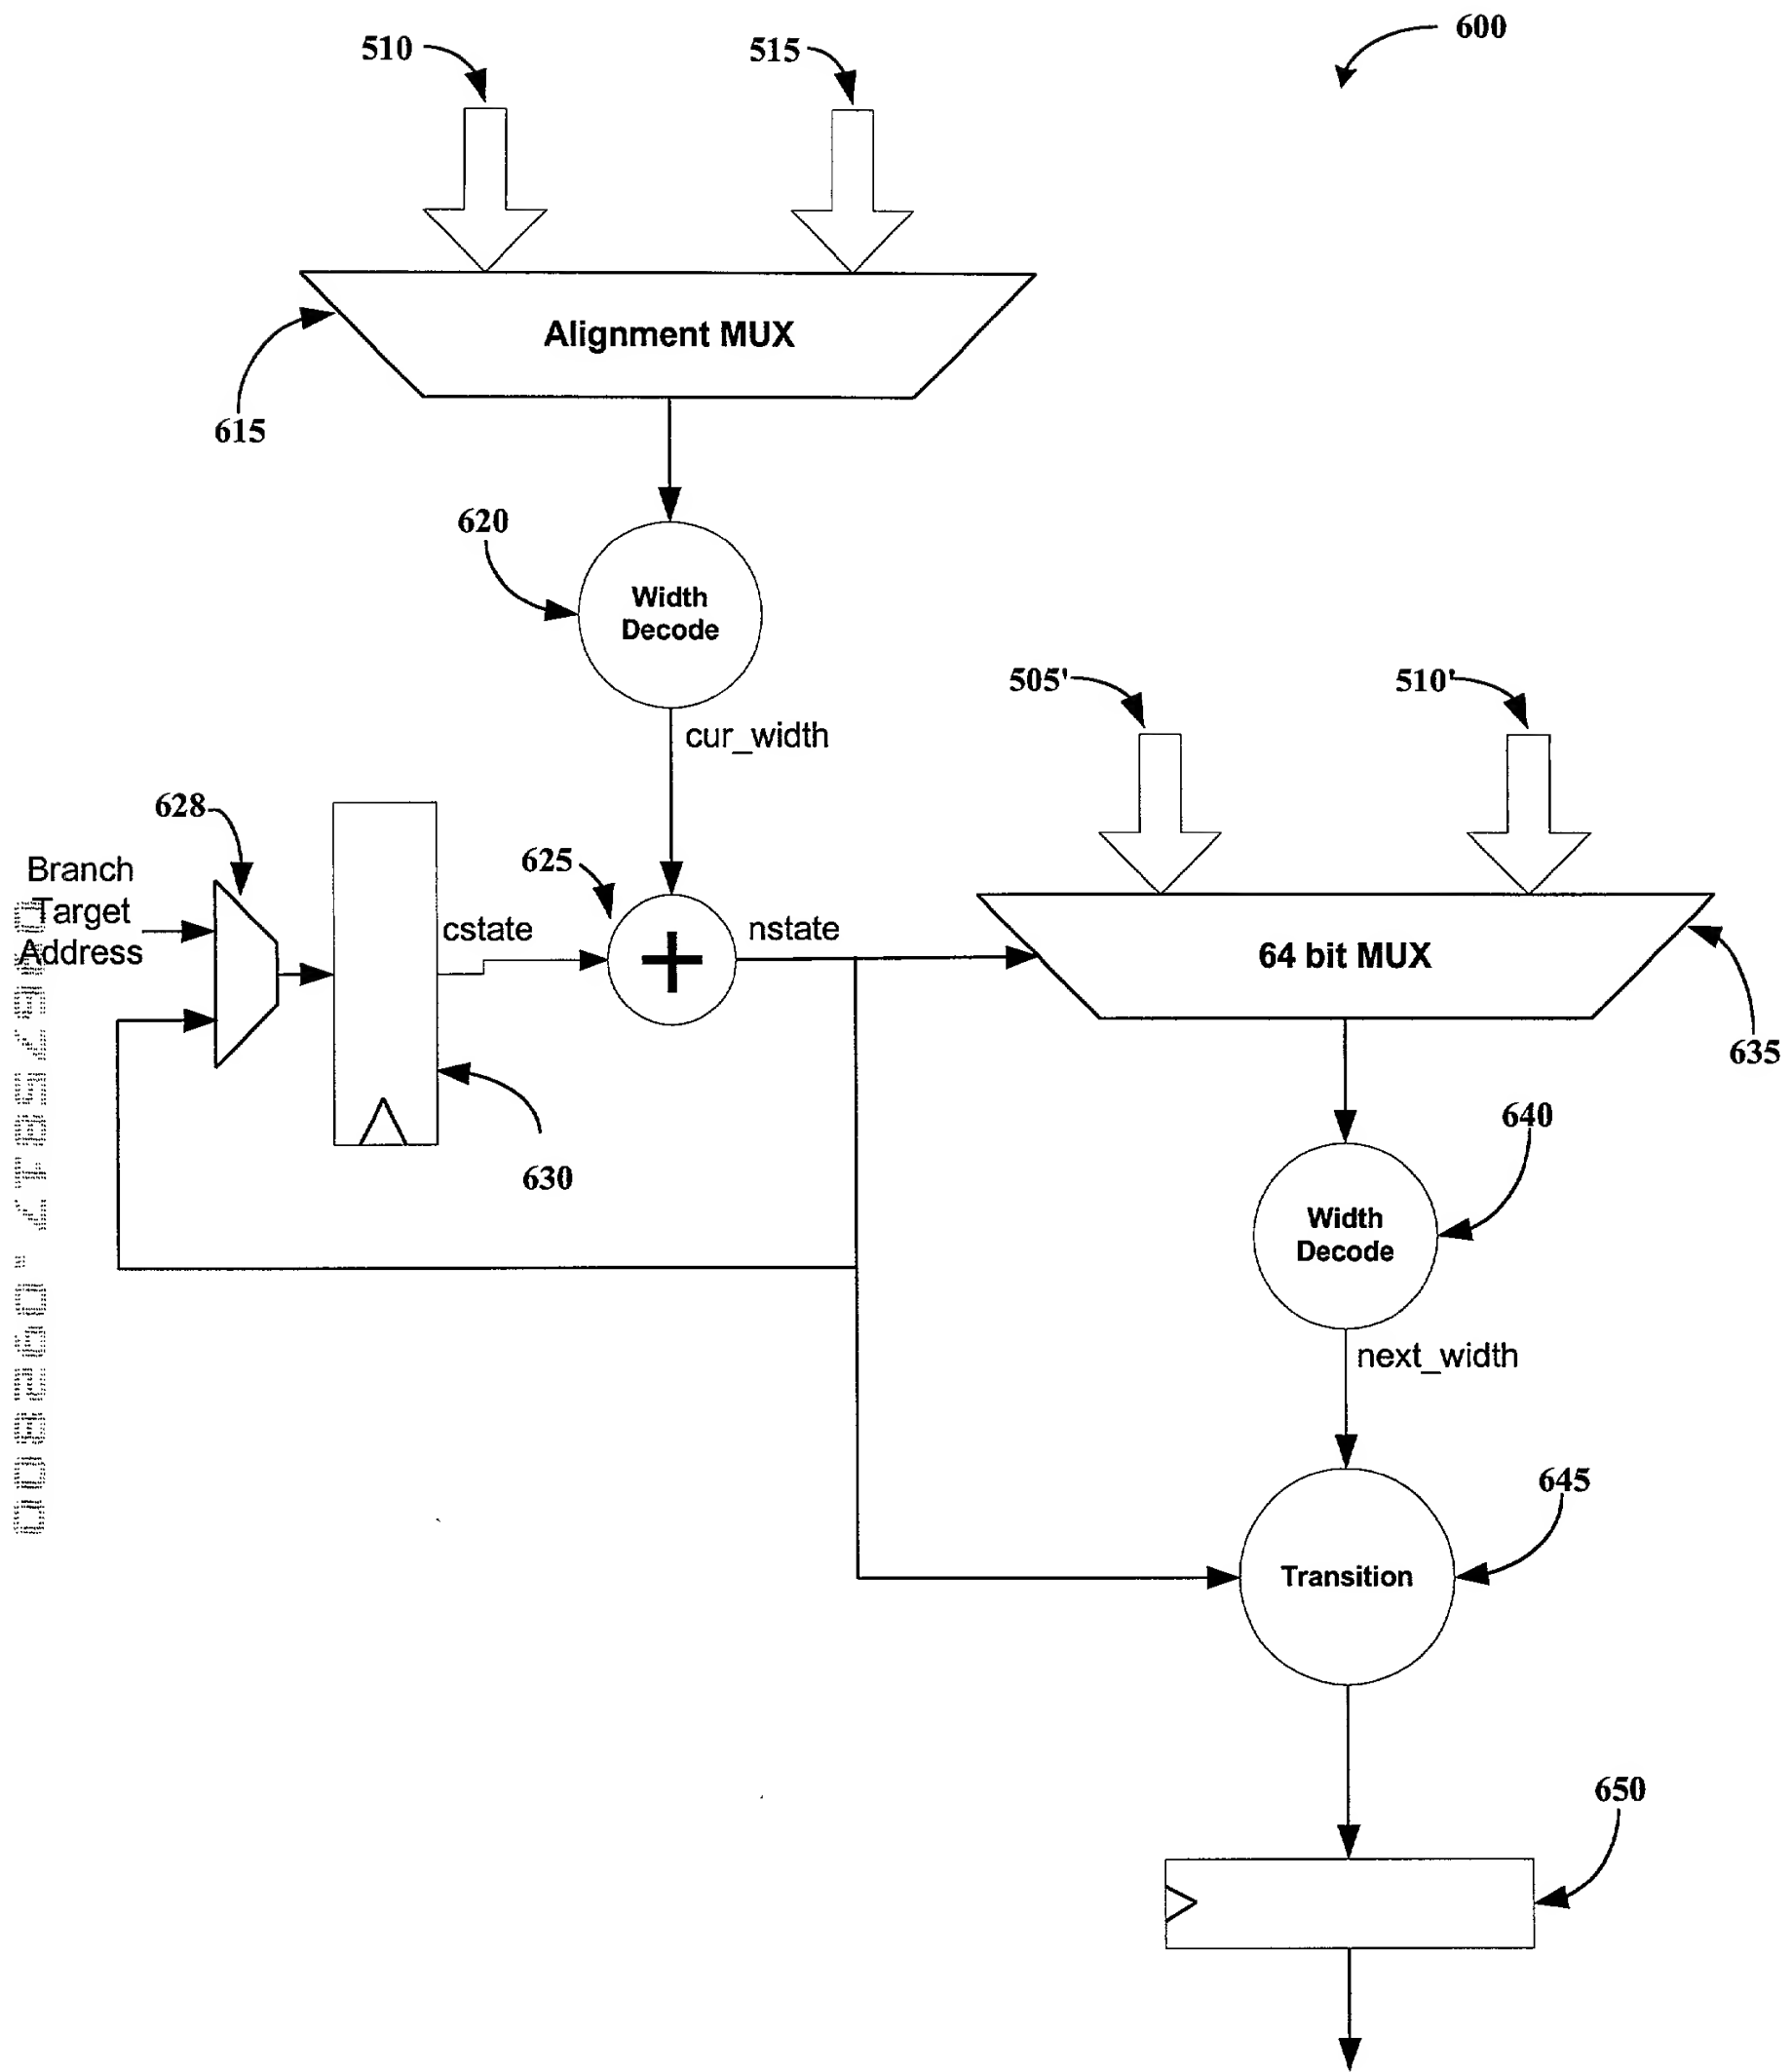 510
515
600
Alignment MUX
615
620
Width
Decode
505'
510'
cur_width
628
625
Branch
Target
Address
cstate
nstate
64 bit MUX
635
630
640
Width
Decode
next_width
645
Transition
650